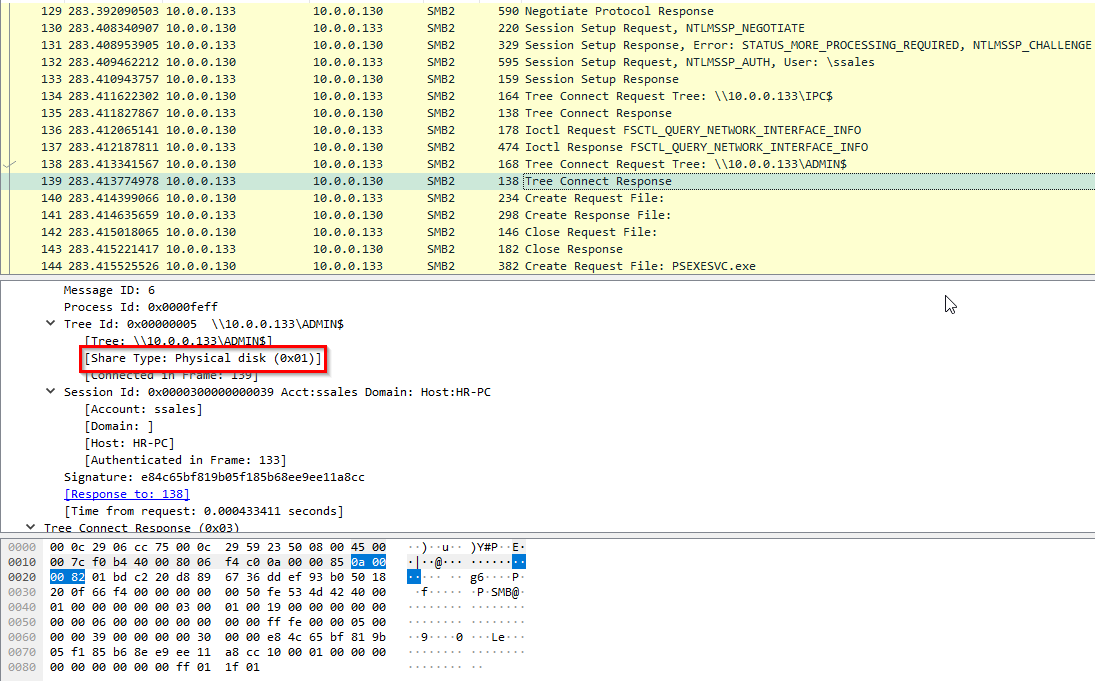 129 283.392090503 10.0.0.133 10.0.0.130 SMB2 590 Negotiate Protocol Response
130 283.408340907 10.0.0.130 10.0.0.133 SMB2 220 Session Setup Request, NTLMSSP_NEGOTIATE
131 283.408953905 10.0.0.133 10.0.0.130 SMB2 329 Session Setup Response, Error: STATUS_MORE_PROCESSING_REQUIRED, NTLMSSP_CHALLENGE
132 283.409462212 10.0.0.130 10.0.0.133 SMB2 595 Session Setup Request, NTLMSSP_AUTH, User: \ssales
133 283.410943757 10.0.0.133 10.0.0.130 SMB2 159 Session Setup Response
134 283.411622302 10.0.0.130 10.0.0.133 SMB2 164 Tree Connect Request Tree: \\10.0.0.133\IPC$
135 283.411827867 10.0.0.133 10.0.0.130 SMB2 138 Tree Connect Response
136 283.412065141 10.0.0.130 10.0.0.133 SMB2 178 Ioctl Request FSCTL_QUERY_NETWORK_INTERFACE_INFO
137 283.412187811 10.0.0.133 10.0.0.130 SMB2 474 Ioctl Response FSCTL_QUERY_NETWORK_INTERFACE_INFO
138 283.413341567 10.0.0.130 10.0.0.133 SMB2 168 Tree Connect Request Tree: \\10.0.0.133\ADMIN$
139 283.413774978 10.0.0.133 10.0.0.130 SMB2 138 Tree Connect Response
140 283.414399066 10.0.0.130 10.0.0.133 SMB2 234 Create Request File:
141 283.414635659 10.0.0.133 10.0.0.130 SMB2 298 Create Response File:
142 283.415018065 10.0.0.130 10.0.0.133 SMB2 146 Close Request File:
143 283.415221417 10.0.0.133 10.0.0.130 SMB2 182 Close Response
144 283.415525526 10.0.0.130 10.0.0.133 SMB2 382 Create Request File: PSEXESVC.exe
Message ID: 6
Process Id: 0x0000feff
Tree Id: 0x00000005 \\10.0.0.133\ADMIN$
[Tree: \\10.0.0.133\ADMIN$]
[Share Type: Physical disk (0x01)]
[Connected in Frame: 139]
Session Id: 0x0000300000000039 Acct:ssales Domain: Host:HR-PC
[Account: ssales]
[Domain: ]
[Host: HR-PC]
[Authenticated in Frame: 133]
Signature: e84c65bf819b05f185b68ee9ee11a8cc
[Response to: 138]
[Time from request: 0.000433411 seconds]
Tree Connect Response (0x03)
0000 00 0c 29 06 cc 75 00 0c 29 59 23 50 08 00 45 00 ··)··u·· )Y#P··E·
0010 00 7c f0 b4 40 00 80 06 f4 c0 0a 00 00 85 0a 00 ·|··@··· ········
0020 00 82 01 bd c2 20 d8 89 67 36 dd ef 93 b0 50 18 ····· ·· g6····P·
0030 20 0f 66 f4 00 00 00 00 00 50 fe 53 4d 42 40 00 ·f····· ·P·SMB@·
0040 01 00 00 00 00 00 03 00 01 00 19 00 00 00 00 00 ········ ········
0050 00 00 06 00 00 00 00 00 00 00 ff fe 00 00 05 00 ········ ········
0060 00 00 39 00 00 00 00 30 00 00 e8 4c 65 bf 81 9b ··9····0 ···Le···
0070 05 f1 85 b6 8e e9 ee 11 a8 cc 10 00 01 00 00 00 ········ ········
0080 00 00 00 00 00 00 ff 01 1f 01 ········ ··